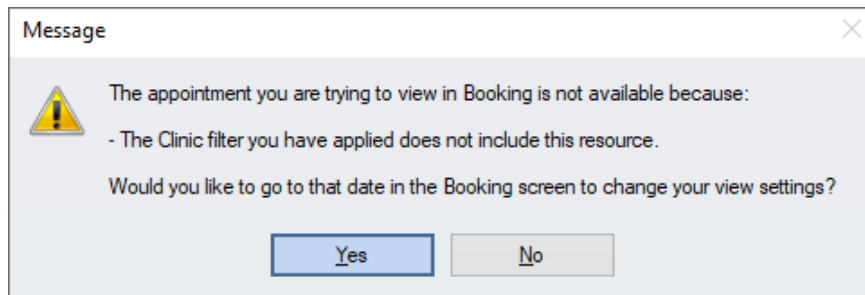 Message
The appointment you are trying to view in Booking is not available because:
- The Clinic filter you have applied does not include this resource.
Would you like to go to that date in the Booking screen to change your view settings?
Yes
No